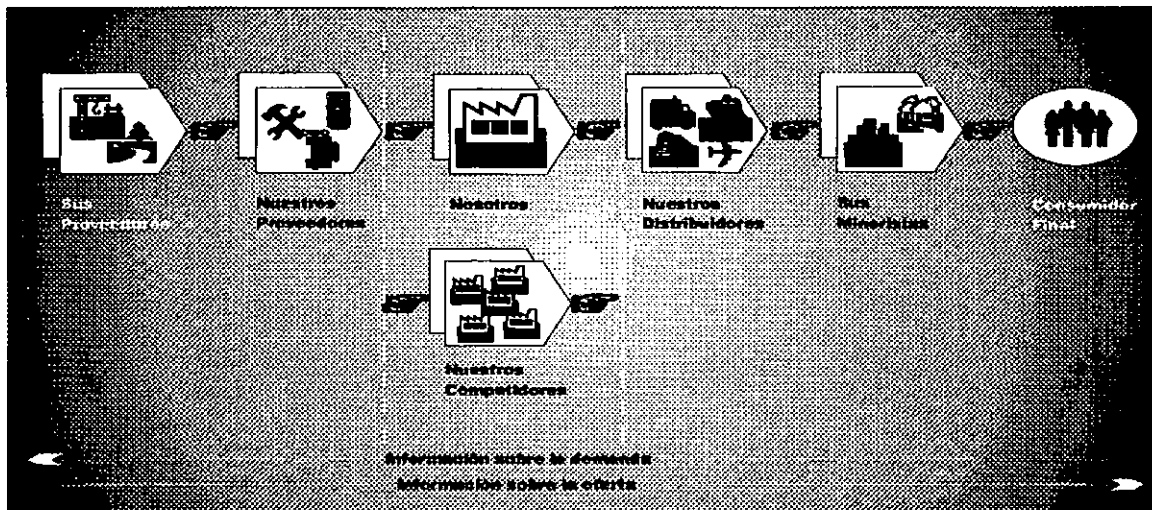 Sus
Proveedores
Nuestros
Proveedores
Nosotros
Nuestros
Distribuidores
Sus
Minoristas
Consumidor
Final
Nuestros
Competidores
Información sobre la demanda
Información sobre la oferta